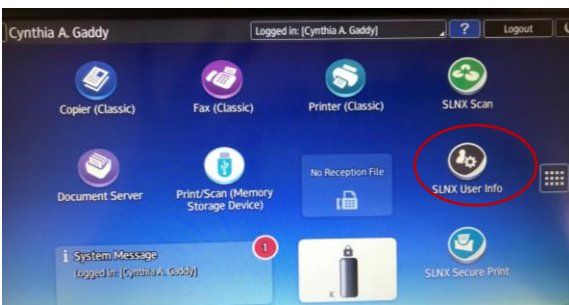 Cynthia A. Gaddy
Logged in: [Cynthia A. Gaddy]
?
Logout
Copier (Classic)
Fax (Classic)
Printer (Classic)
SLNX Scan
Document Server
Print/Scan (Memory
Storage Device)
No Reception File
SLNX User Info
i System Message
1
Logged in: [Cynthia A. Gaddy]
K
SLNX Secure Print